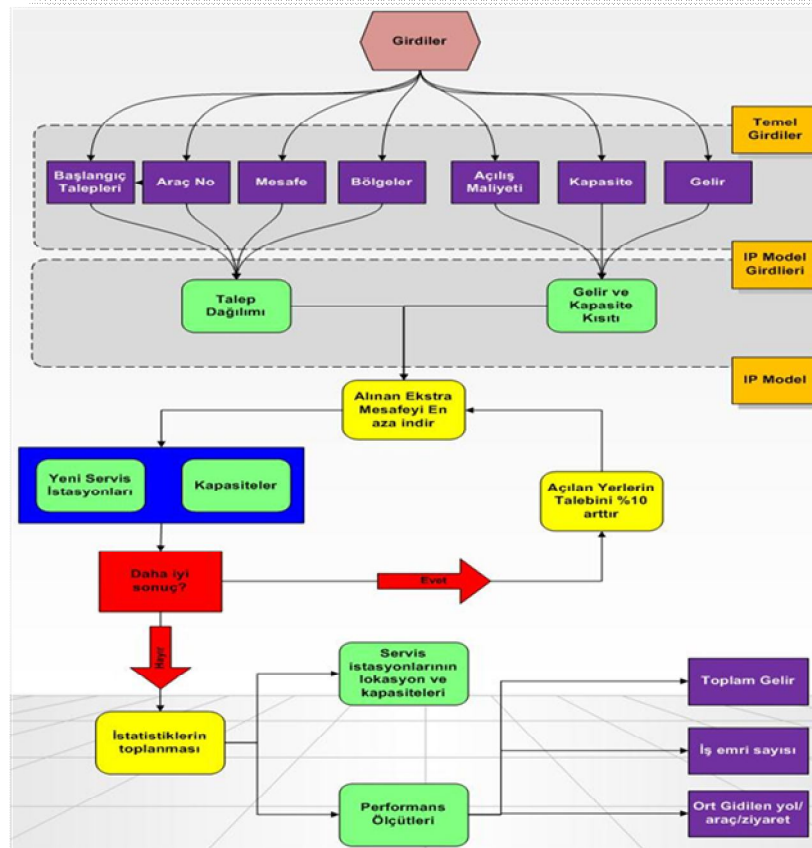 Girdiler
Temel
Girdiler
Başlangıç
Talepleri
Araç No
Mesafe
Bölgeler
Açılış
Maliyeti
Kapasite
Gelir
IP Model
Girdlieri
Talep
Dağılımı
Gelir ve
Kapasite
Kısıtı
IP Model
Alınan Ekstra
Mesafeyi En
aza indir
Yeni Servis
İstasyonları
Kapasiteler
Açılan Yerlerin
Talebini %10
arttır
Daha iyi
sonuç?
Evet
Hayır
Servis
istasyonlarının
lokasyon ve
kapasiteleri
Toplam Gelir
İstatistiklerin
toplanması
İş emri sayısı
Performans
Ölçütleri
Ort Gidilen yol/
araç/ziyaret